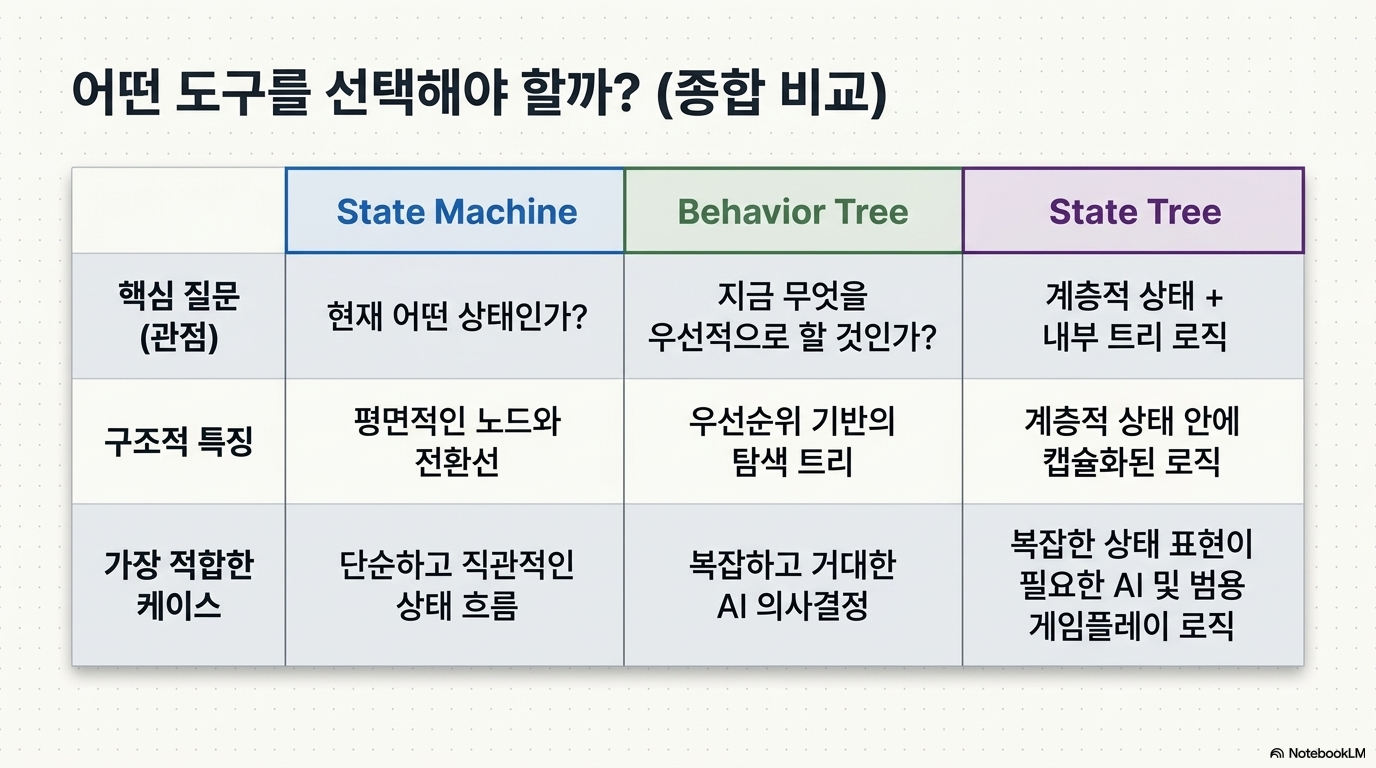 어떤 도구를 선택해야 할까? (종합 비교)
State Machine
Behavior Tree
State Tree
핵심 질문
(관점)
현재 어떤 상태인가?
지금 무엇을
우선적으로 할 것인가?
계층적 상태 +
내부 트리 로직
구조적 특징
평면적인 노드와
전환선
우선순위 기반의
탐색 트리
계층적 상태 안에
캡슐화된 로직
가장 적합한
케이스
단순하고 직관적인
상태 흐름
복잡하고 거대한
AI 의사결정
복잡한 상태 표현이
필요한 AI 및 범용
게임플레이 로직
NotebookLM